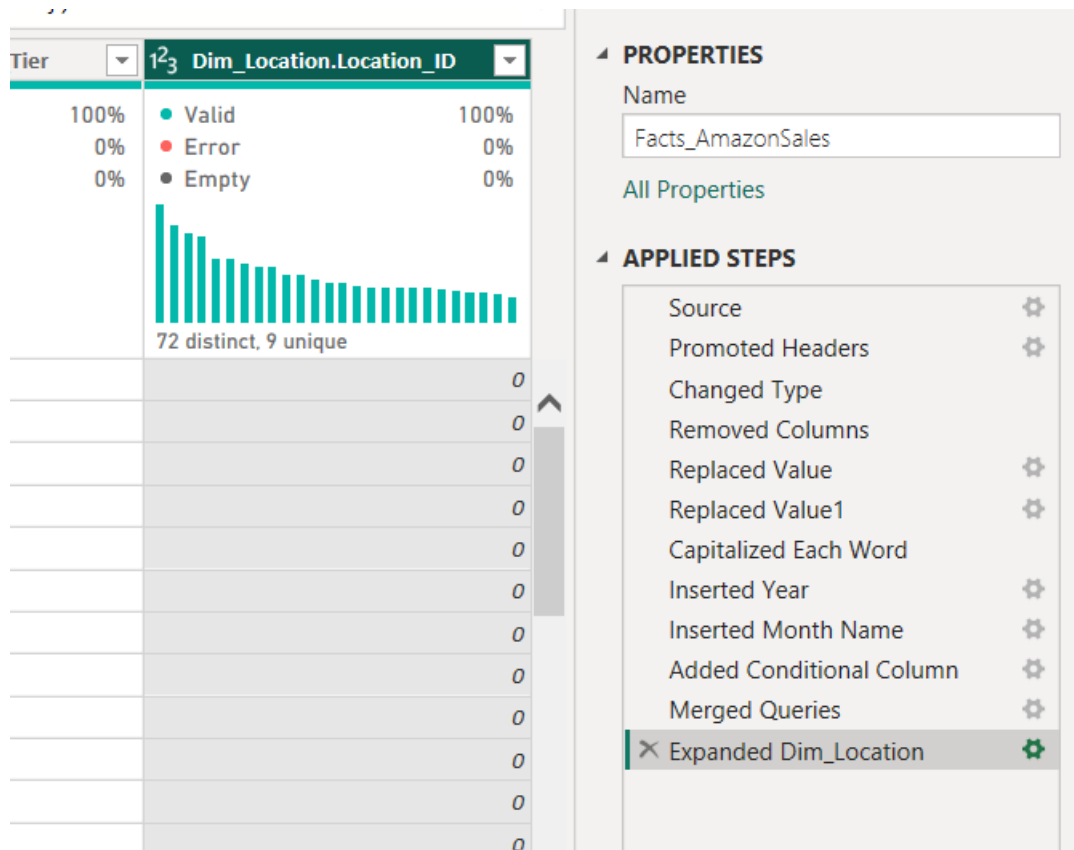 Tier
1²3 Dim_Location.Location_ID
100%
0%
0%
Valid 100%
Error 0%
Empty 0%
72 distinct, 9 unique
0
0
0
0
0
0
0
0
0
0
0
0
PROPERTIES
Name
Facts_AmazonSales
All Properties
APPLIED STEPS
Source
Promoted Headers
Changed Type
Removed Columns
Replaced Value
Replaced Value1
Capitalized Each Word
Inserted Year
Inserted Month Name
Added Conditional Column
Merged Queries
Expanded Dim_Location